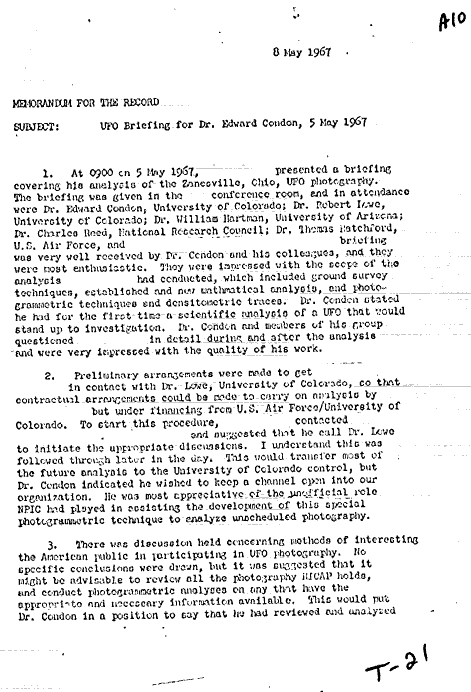 A10
8 May 1967
MEMORANDUM FOR THE RECORD
SUBJECT: UFO Briefing for Dr. Edward Condon, 5 May 1967
1. At 0900 on 5 May 1967, presented a briefing
covering his analysis of the Zanesville, Ohio, UFO photography.
The briefing was given in the conference room, and in attendance
were Dr. Edward Condon, University of Colorado; Dr. Robert Lowe,
University of Colorado; Dr. William Hartman, University of Arizona;
Dr. Charles Reed, National Research Council; Dr. Thomas Ratchford,
U.S. Air Force, and briefing
was very well received by Dr. Condon and his colleagues, and they
were most enthusiastic. They were impressed with the scope of the
analysis had conducted, which included ground survey
techniques, established and new mathmatical analysis, and photo-
grammetric techniques and densitometric traces. Dr. Condon stated
he had for the first time a scientific analysis of a UFO that would
stand up to investigation. Dr. Condon and members of his group
questioned in detail during and after the analysis
and were very impressed with the quality of his work.
2. Preliminary arrangements were made to get
in contact with Dr. Lowe, University of Colorado, so that
contractual arrangements could be made to carry on analysis by
but under financing from U.S. Air Force/University of
Colorado. To start this procedure, contacted
and suggested that he call Dr. Lowe
to initiate the appropriate discussions. I understand this was
followed through later in the day. This would transfer most of
the future analysis to the University of Colorado control, but
Dr. Condon indicated he wished to keep a channel open into our
organization. He was most appreciative of the unofficial role
NPIC had played in assisting the development of this special
photogrammetric technique to analyze unscheduled photography.
3. There was discussion held concerning methods of interesting
the American public in participating in UFO photography. No
specific conclusions were drawn, but it was suggested that it
might be advisable to review all the photography NICAP holds,
and conduct photogrammetric analyses on any that have the
appropriate and necessary information available. This would put
Dr. Condon in a position to say that he had reviewed and analyzed
T-21